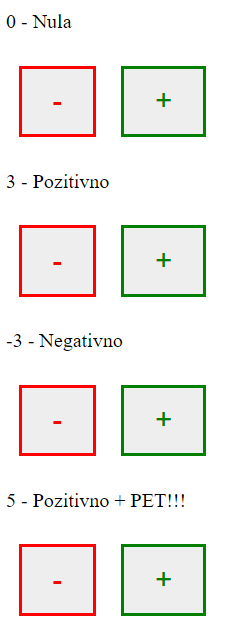 0 - Nula
- +
3 - Pozitivno
- +
-3 - Negativno
- +
5 - Pozitivno + PET!!!
- +